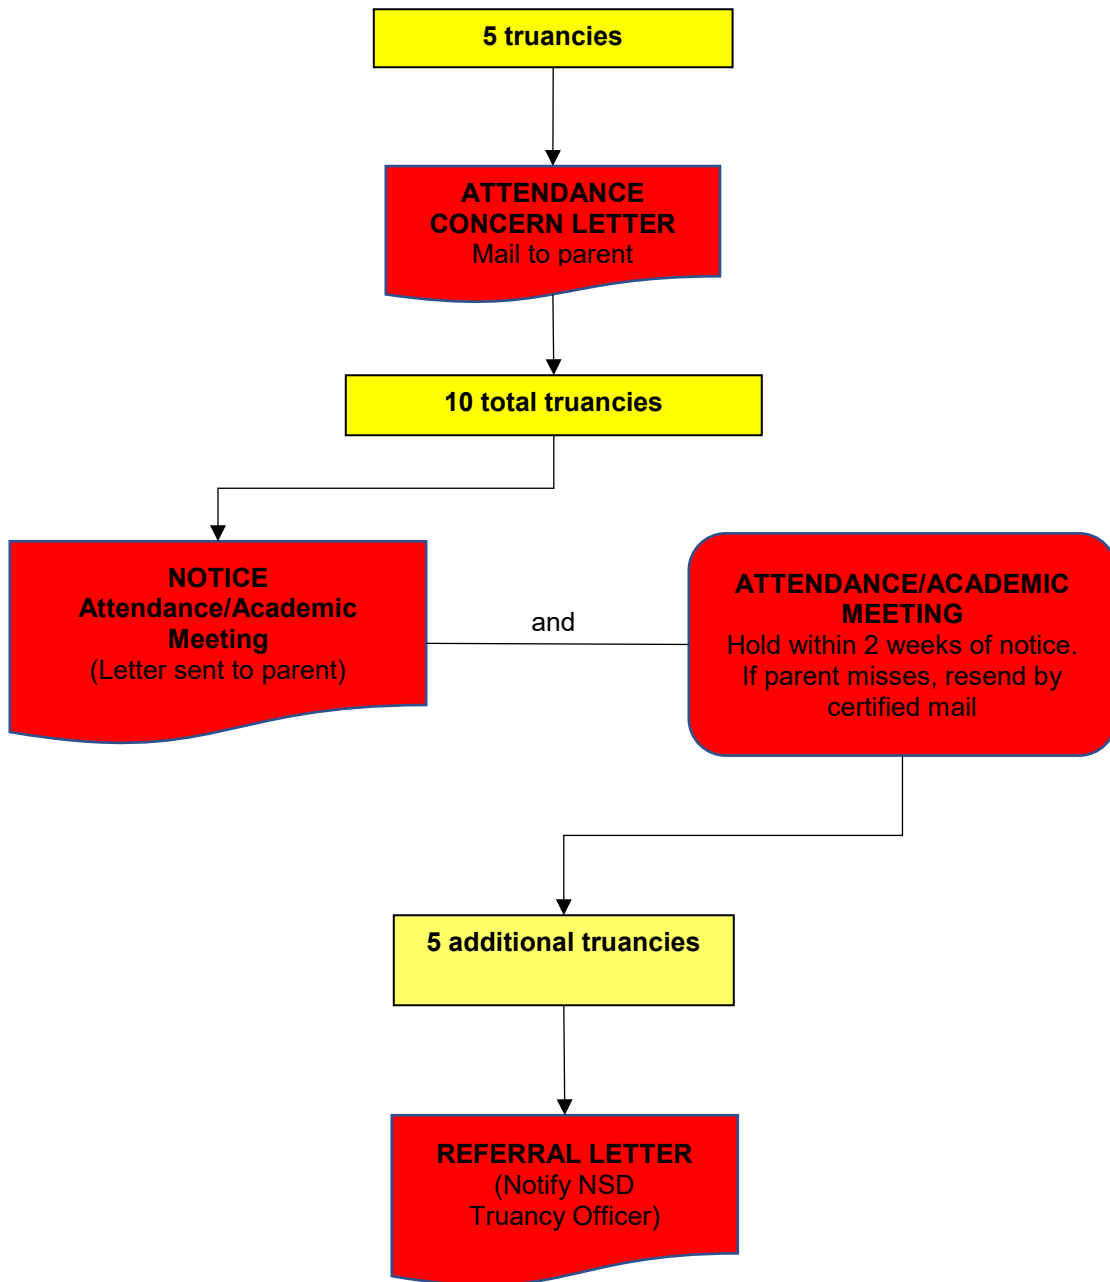 5 truancies
ATTENDANCE
CONCERN LETTER
Mail to parent
10 total truancies
NOTICE
Attendance/Academic
Meeting
(Letter sent to parent)
and
ATTENDANCE/ACADEMIC
MEETING
Hold within 2 weeks of notice.
If parent misses, resend by
certified mail
5 additional truancies
REFERRAL LETTER
(Notify NSD
Truancy Officer)